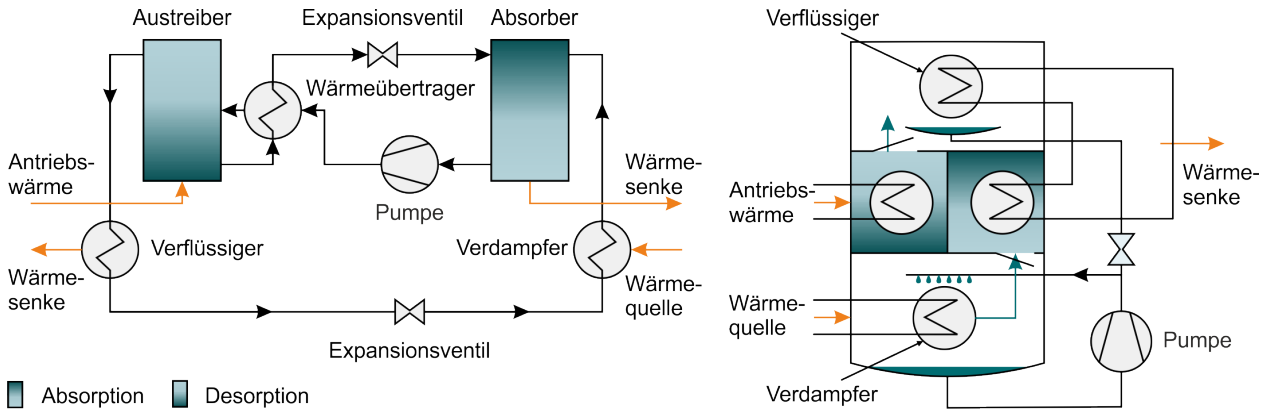 Austreiber
Expansionsventil
Absorber
Wärmeübertrager
Antriebs-
wärme
Pumpe
Wärme-
senke
Verflüssiger
Verdampfer
Wärme-
senke
Wärme-
quelle
Expansionsventil
Absorption
Desorption
Verflüssiger
Wärme-
senke
Antriebs-
wärme
Wärme-
quelle
Pumpe
Verdampfer